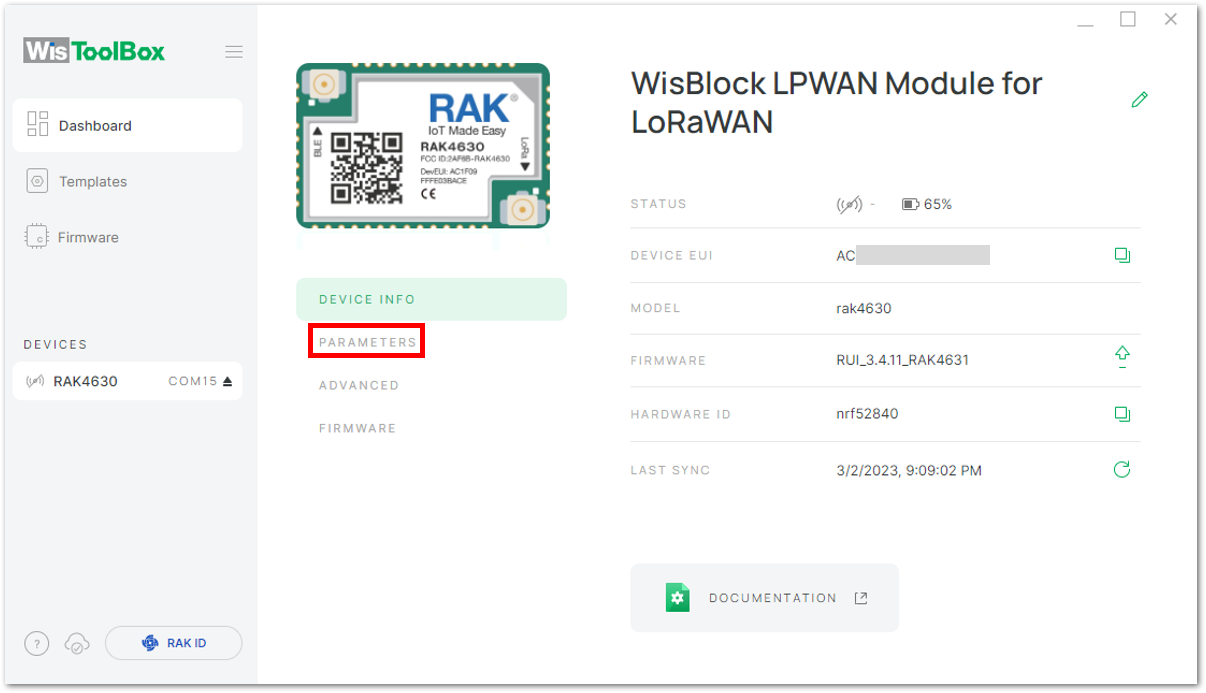 WisToolBox
Dashboard
Templates
Firmware
DEVICES
RAK4630 COM15
?
RAK ID
RAK®
IoT Made Easy
RAK4630
FCC ID:2AF6B-RAK4630
DevEUI: AC1F09
FFFE03BACE
CE
BLE
LoRa
DEVICE INFO
PARAMETERS
ADVANCED
FIRMWARE
WisBlock LPWAN Module for
LoRaWAN
STATUS - 65%
DEVICE EUI AC
MODEL rak4630
FIRMWARE RUI_3.4.11_RAK4631
HARDWARE ID nrf52840
LAST SYNC 3/2/2023, 9:09:02 PM
DOCUMENTATION